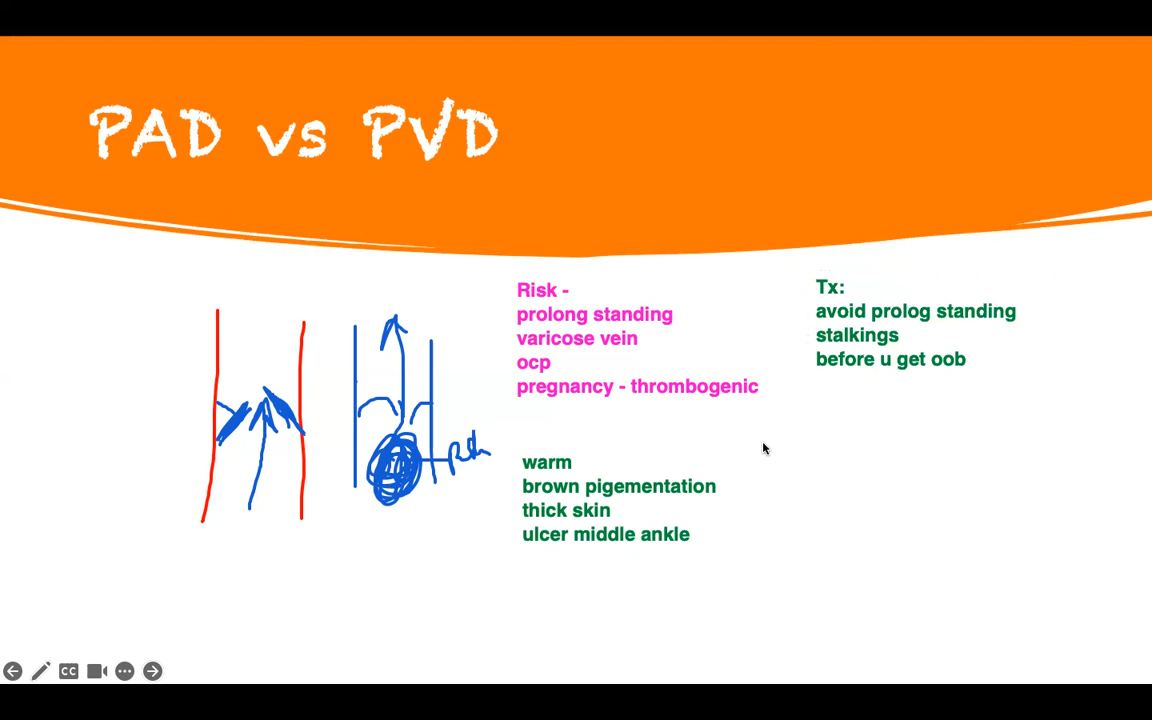 PAD vs PVD
Risk -
prolong standing
varicose vein
ocp
pregnancy - thrombogenic
Tx:
avoid prolog standing
stalkings
before u get oob
warm
brown pigementation
thick skin
ulcer middle ankle
CC